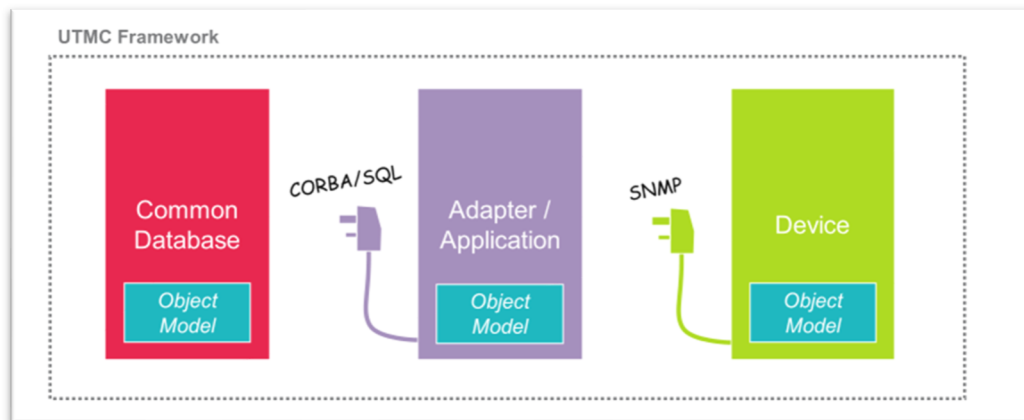 UTMC Framework
Common
Database
Object
Model
CORBA/SQL
Adapter /
Application
Object
Model
SNMP
Device
Object
Model